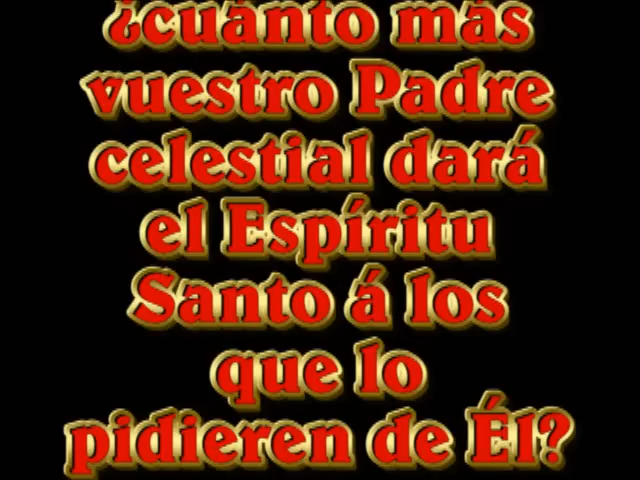 ¿cuánto más
vuestro Padre
celestial dará
el Espíritu
Santo á los
que lo
pidieren de Él?